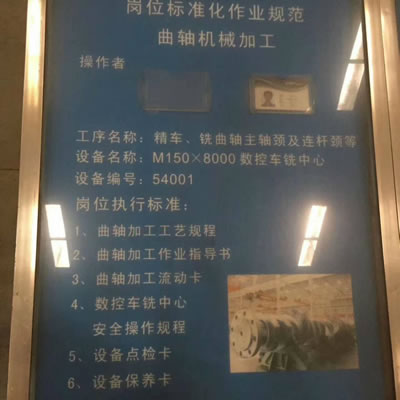 岗位标准化作业规范
曲轴机械加工
操作者
工序名称：精车、铣曲轴主轴颈及连杆颈等
设备名称：M150×8000数控车铣中心
设备编号：54001
岗位执行标准：
1、曲轴加工工艺规程
2、曲轴加工作业指导书
3、曲轴加工流动卡
4、数控车铣中心
安全操作规程
5、设备点检卡
6、设备保养卡